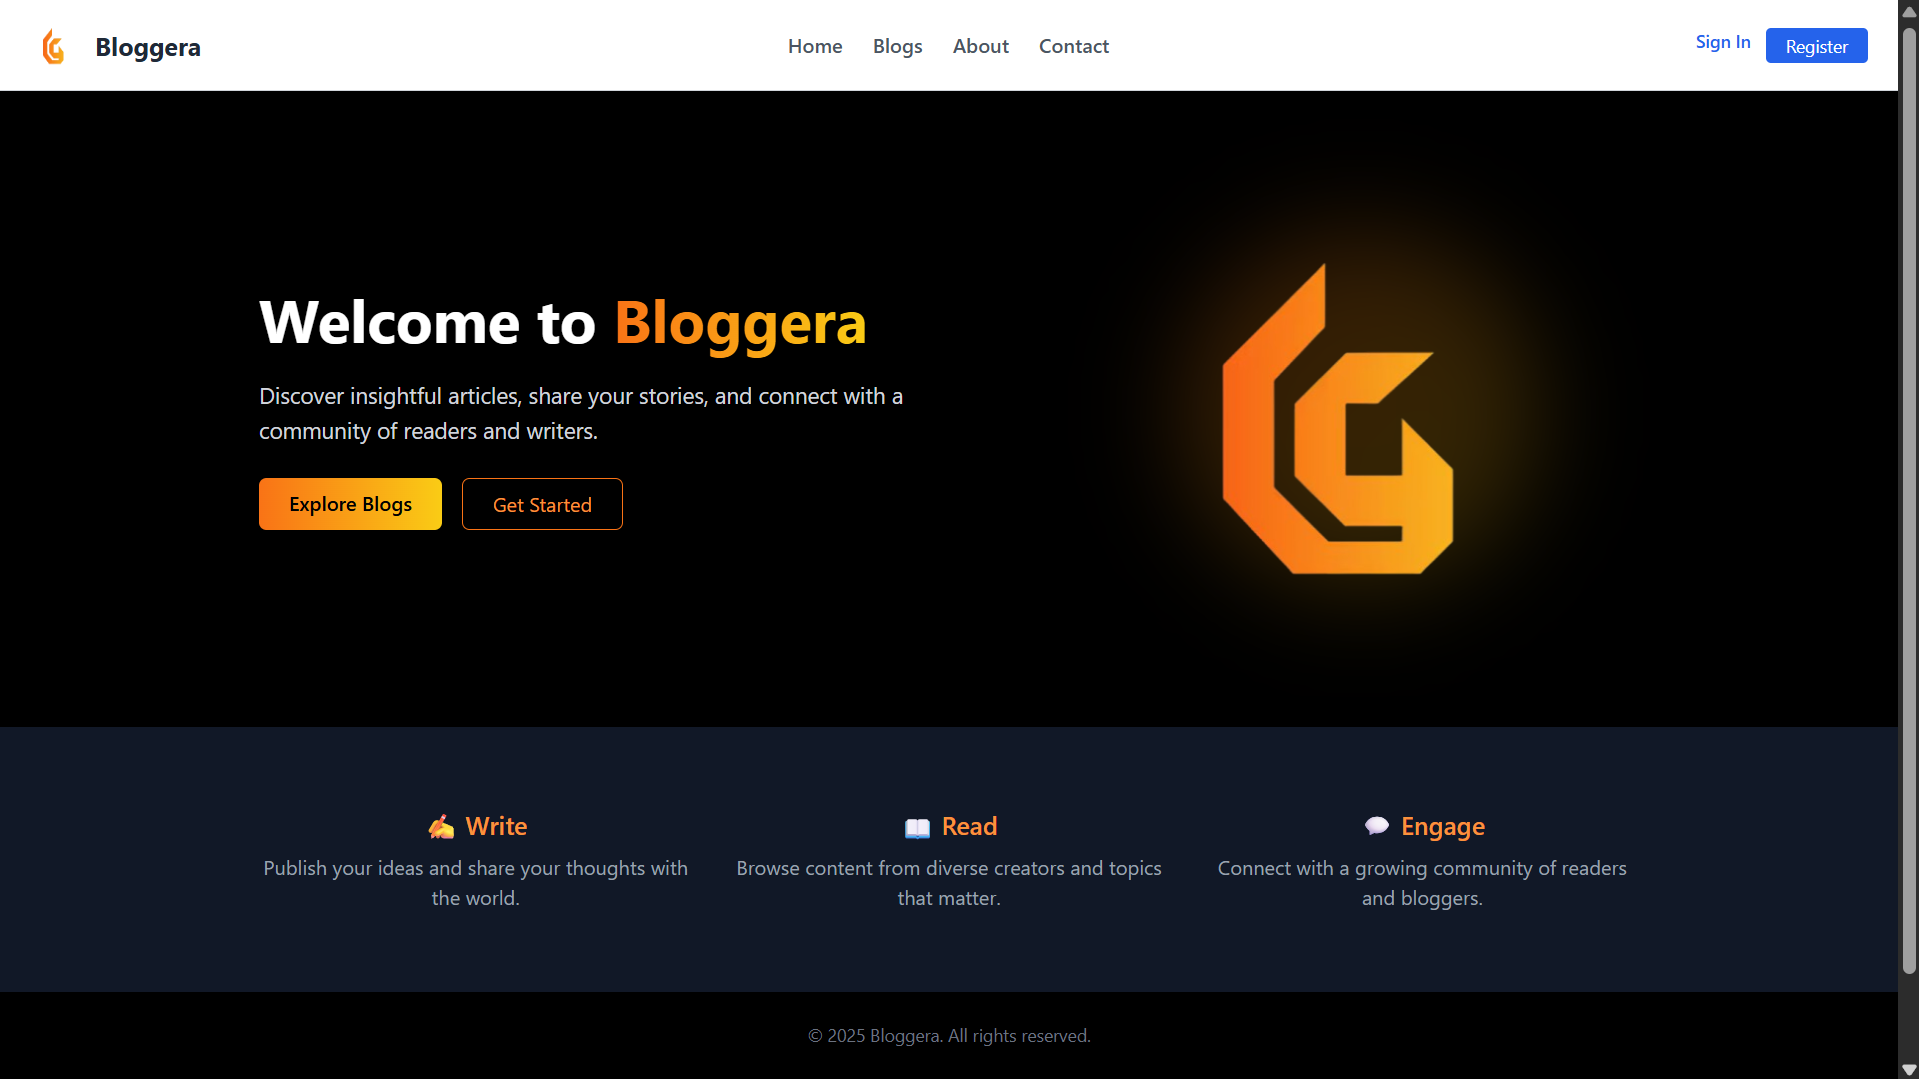 Bloggera
Home
Blogs
About
Contact
Sign In
Register
Welcome to Bloggera
Discover insightful articles, share your stories, and connect with a
community of readers and writers.
Explore Blogs
Get Started
✍️ Write
Publish your ideas and share your thoughts with
the world.
📖 Read
Browse content from diverse creators and topics
that matter.
💬 Engage
Connect with a growing community of readers
and bloggers.
© 2025 Bloggera. All rights reserved.